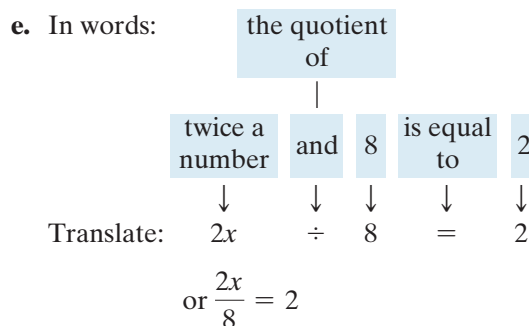 e. In words: the quotient
of
twice a
number and 8 is equal
to 2
↓ ↓ ↓ ↓ ↓
Translate: 2x ÷ 8 = 2
or 2x/8 = 2